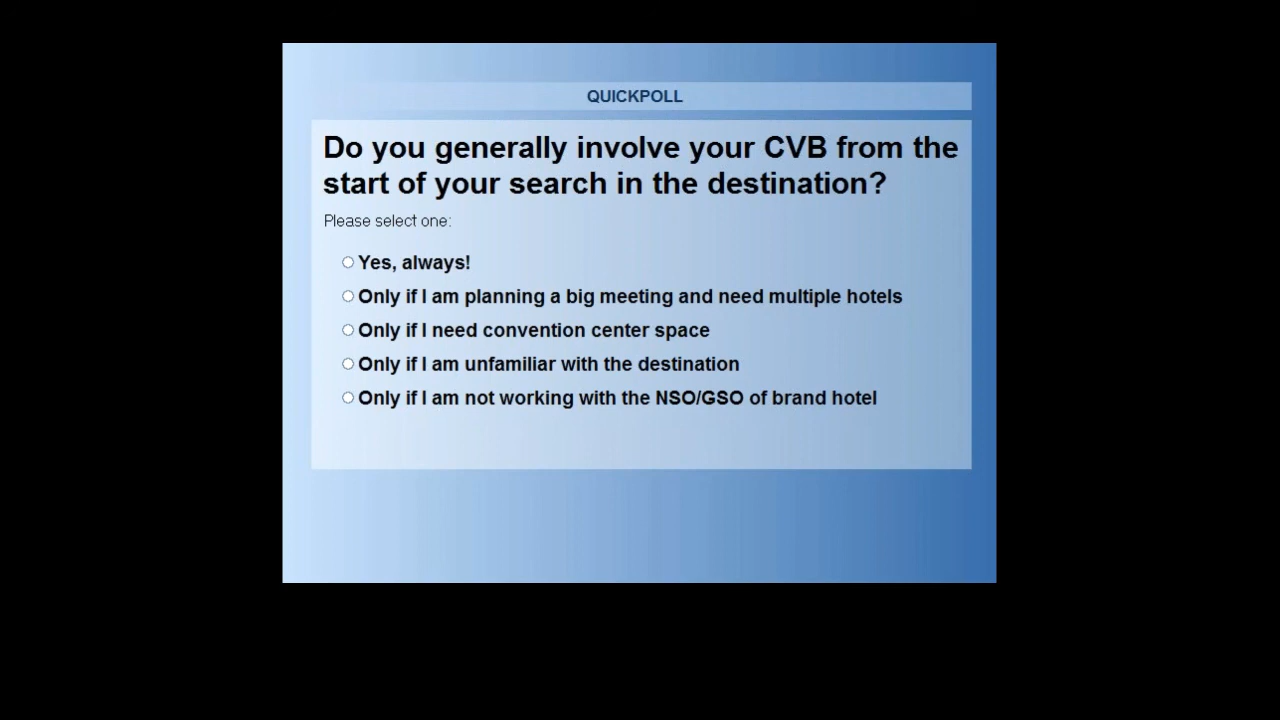 QUICKPOLL
Do you generally involve your CVB from the
start of your search in the destination?
Please select one:
Yes, always!
Only if I am planning a big meeting and need multiple hotels
Only if I need convention center space
Only if I am unfamiliar with the destination
Only if I am not working with the NSO/GSO of brand hotel